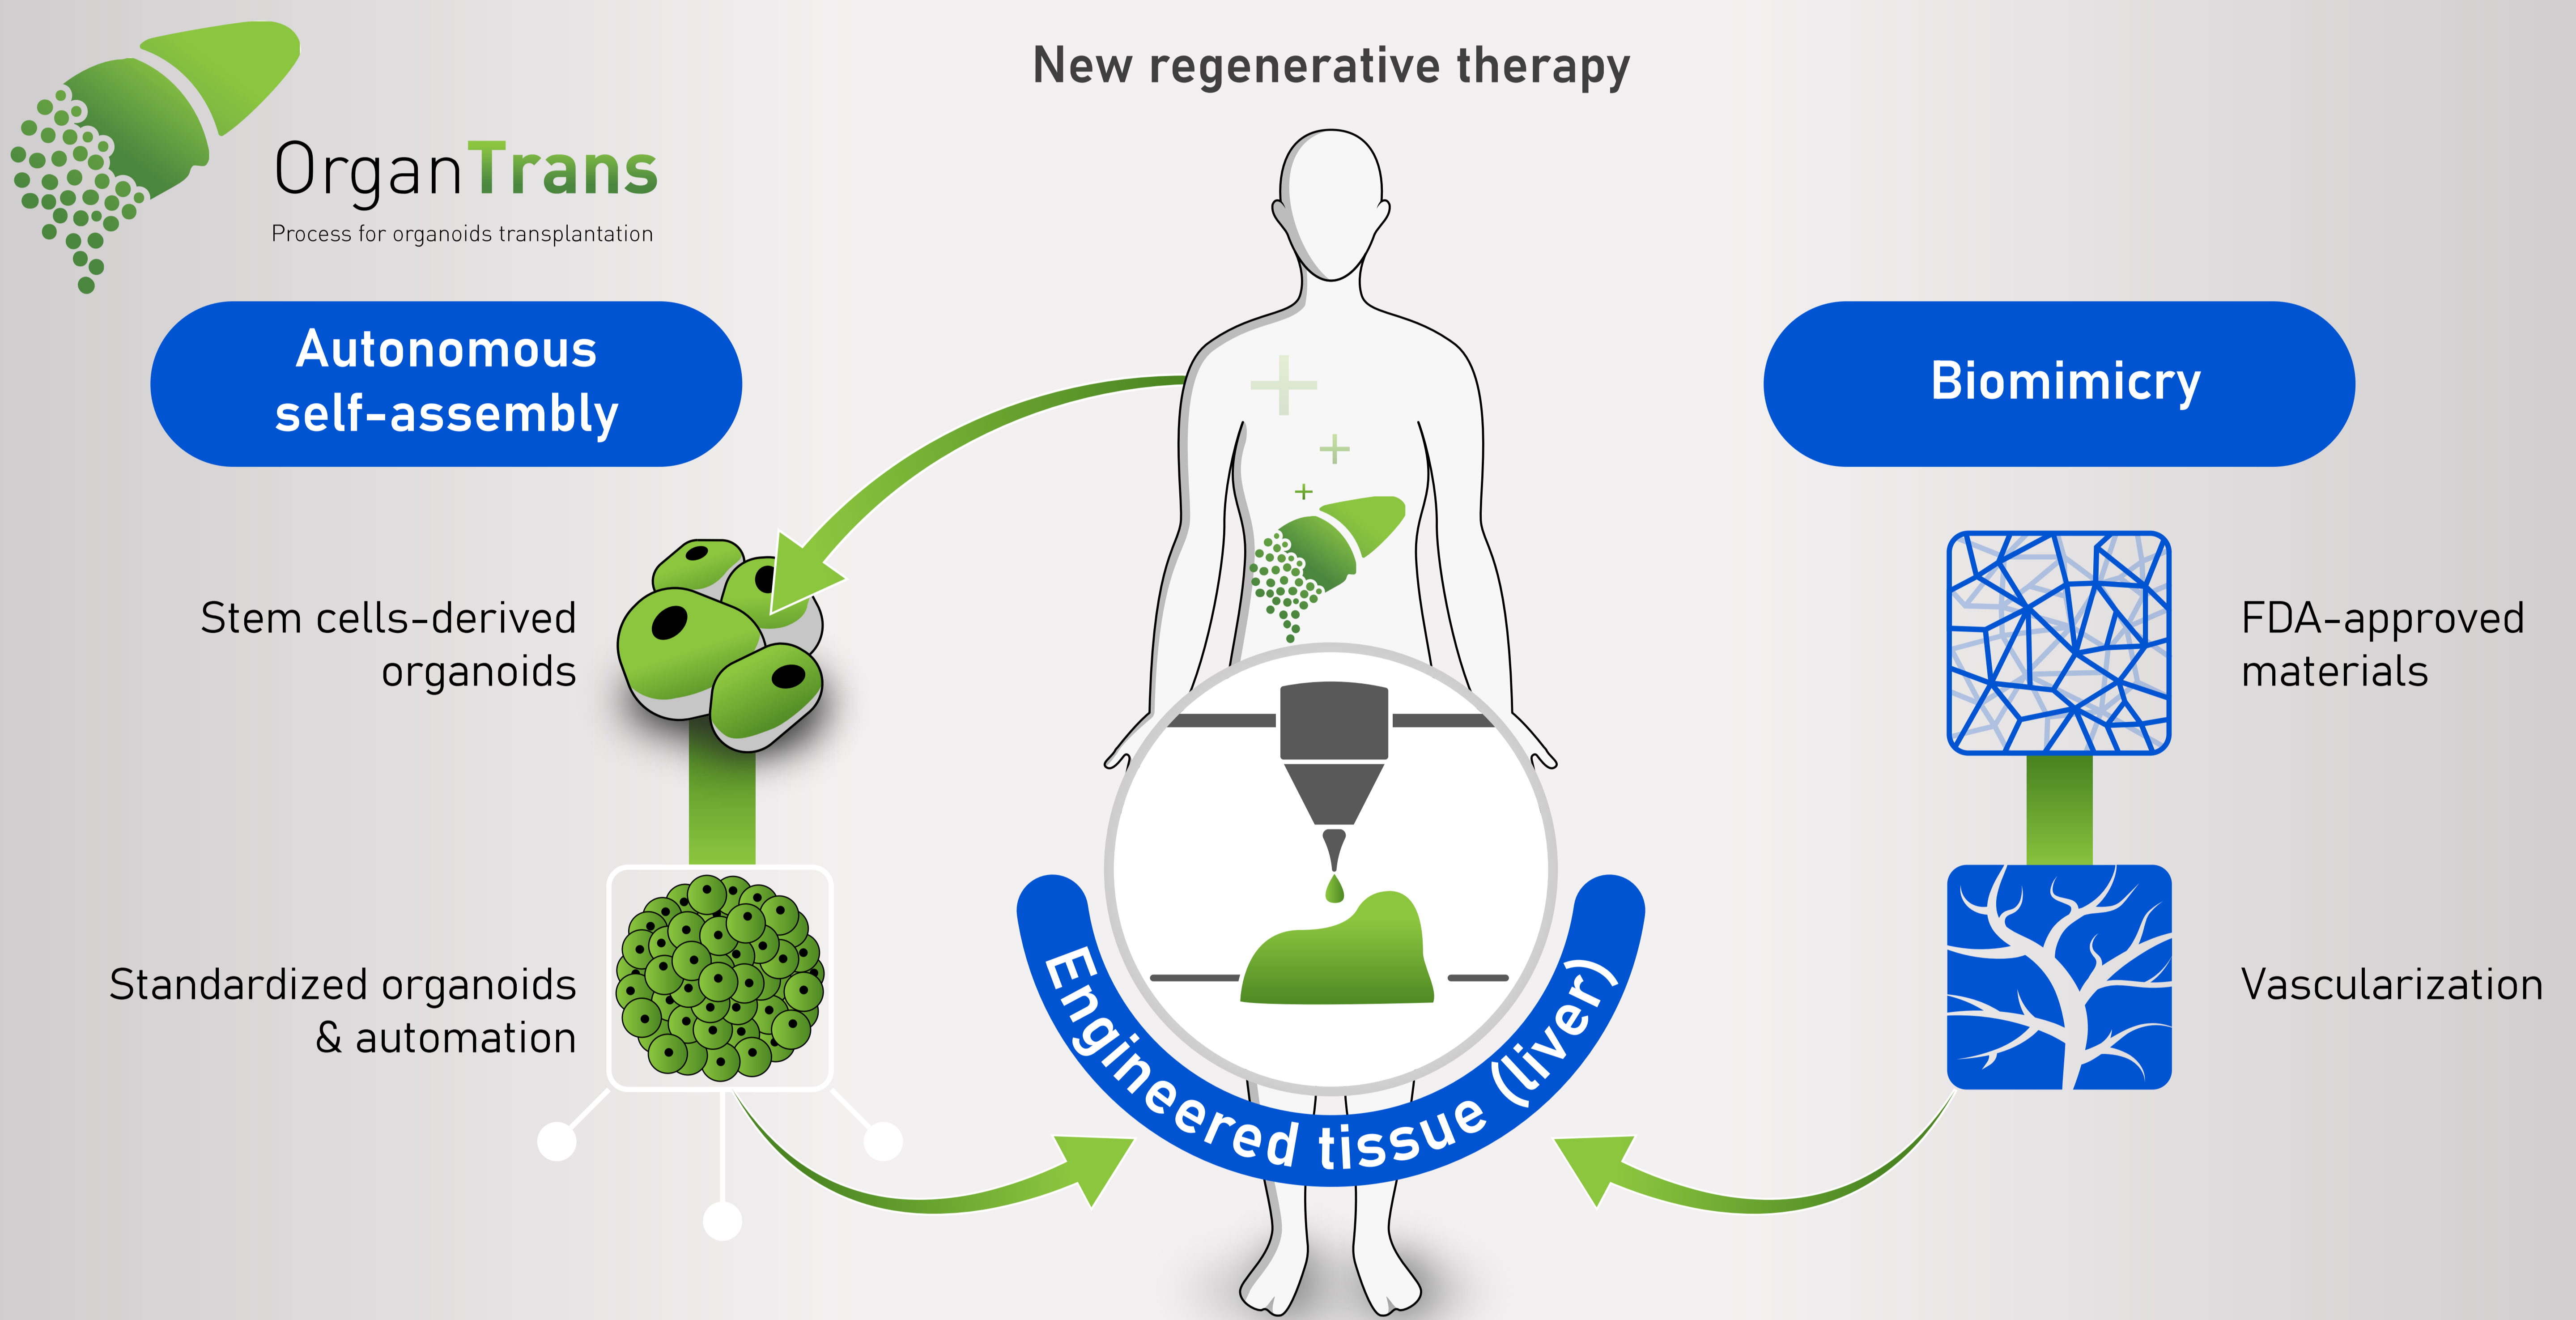 New regenerative therapy
OrganTrans
Process for organoids transplantation
Autonomous
self-assembly
Biomimicry
Stem cells-derived
organoids
FDA-approved
materials
Standardized organoids
& automation
Vascularization
Engineered tissue (liver)